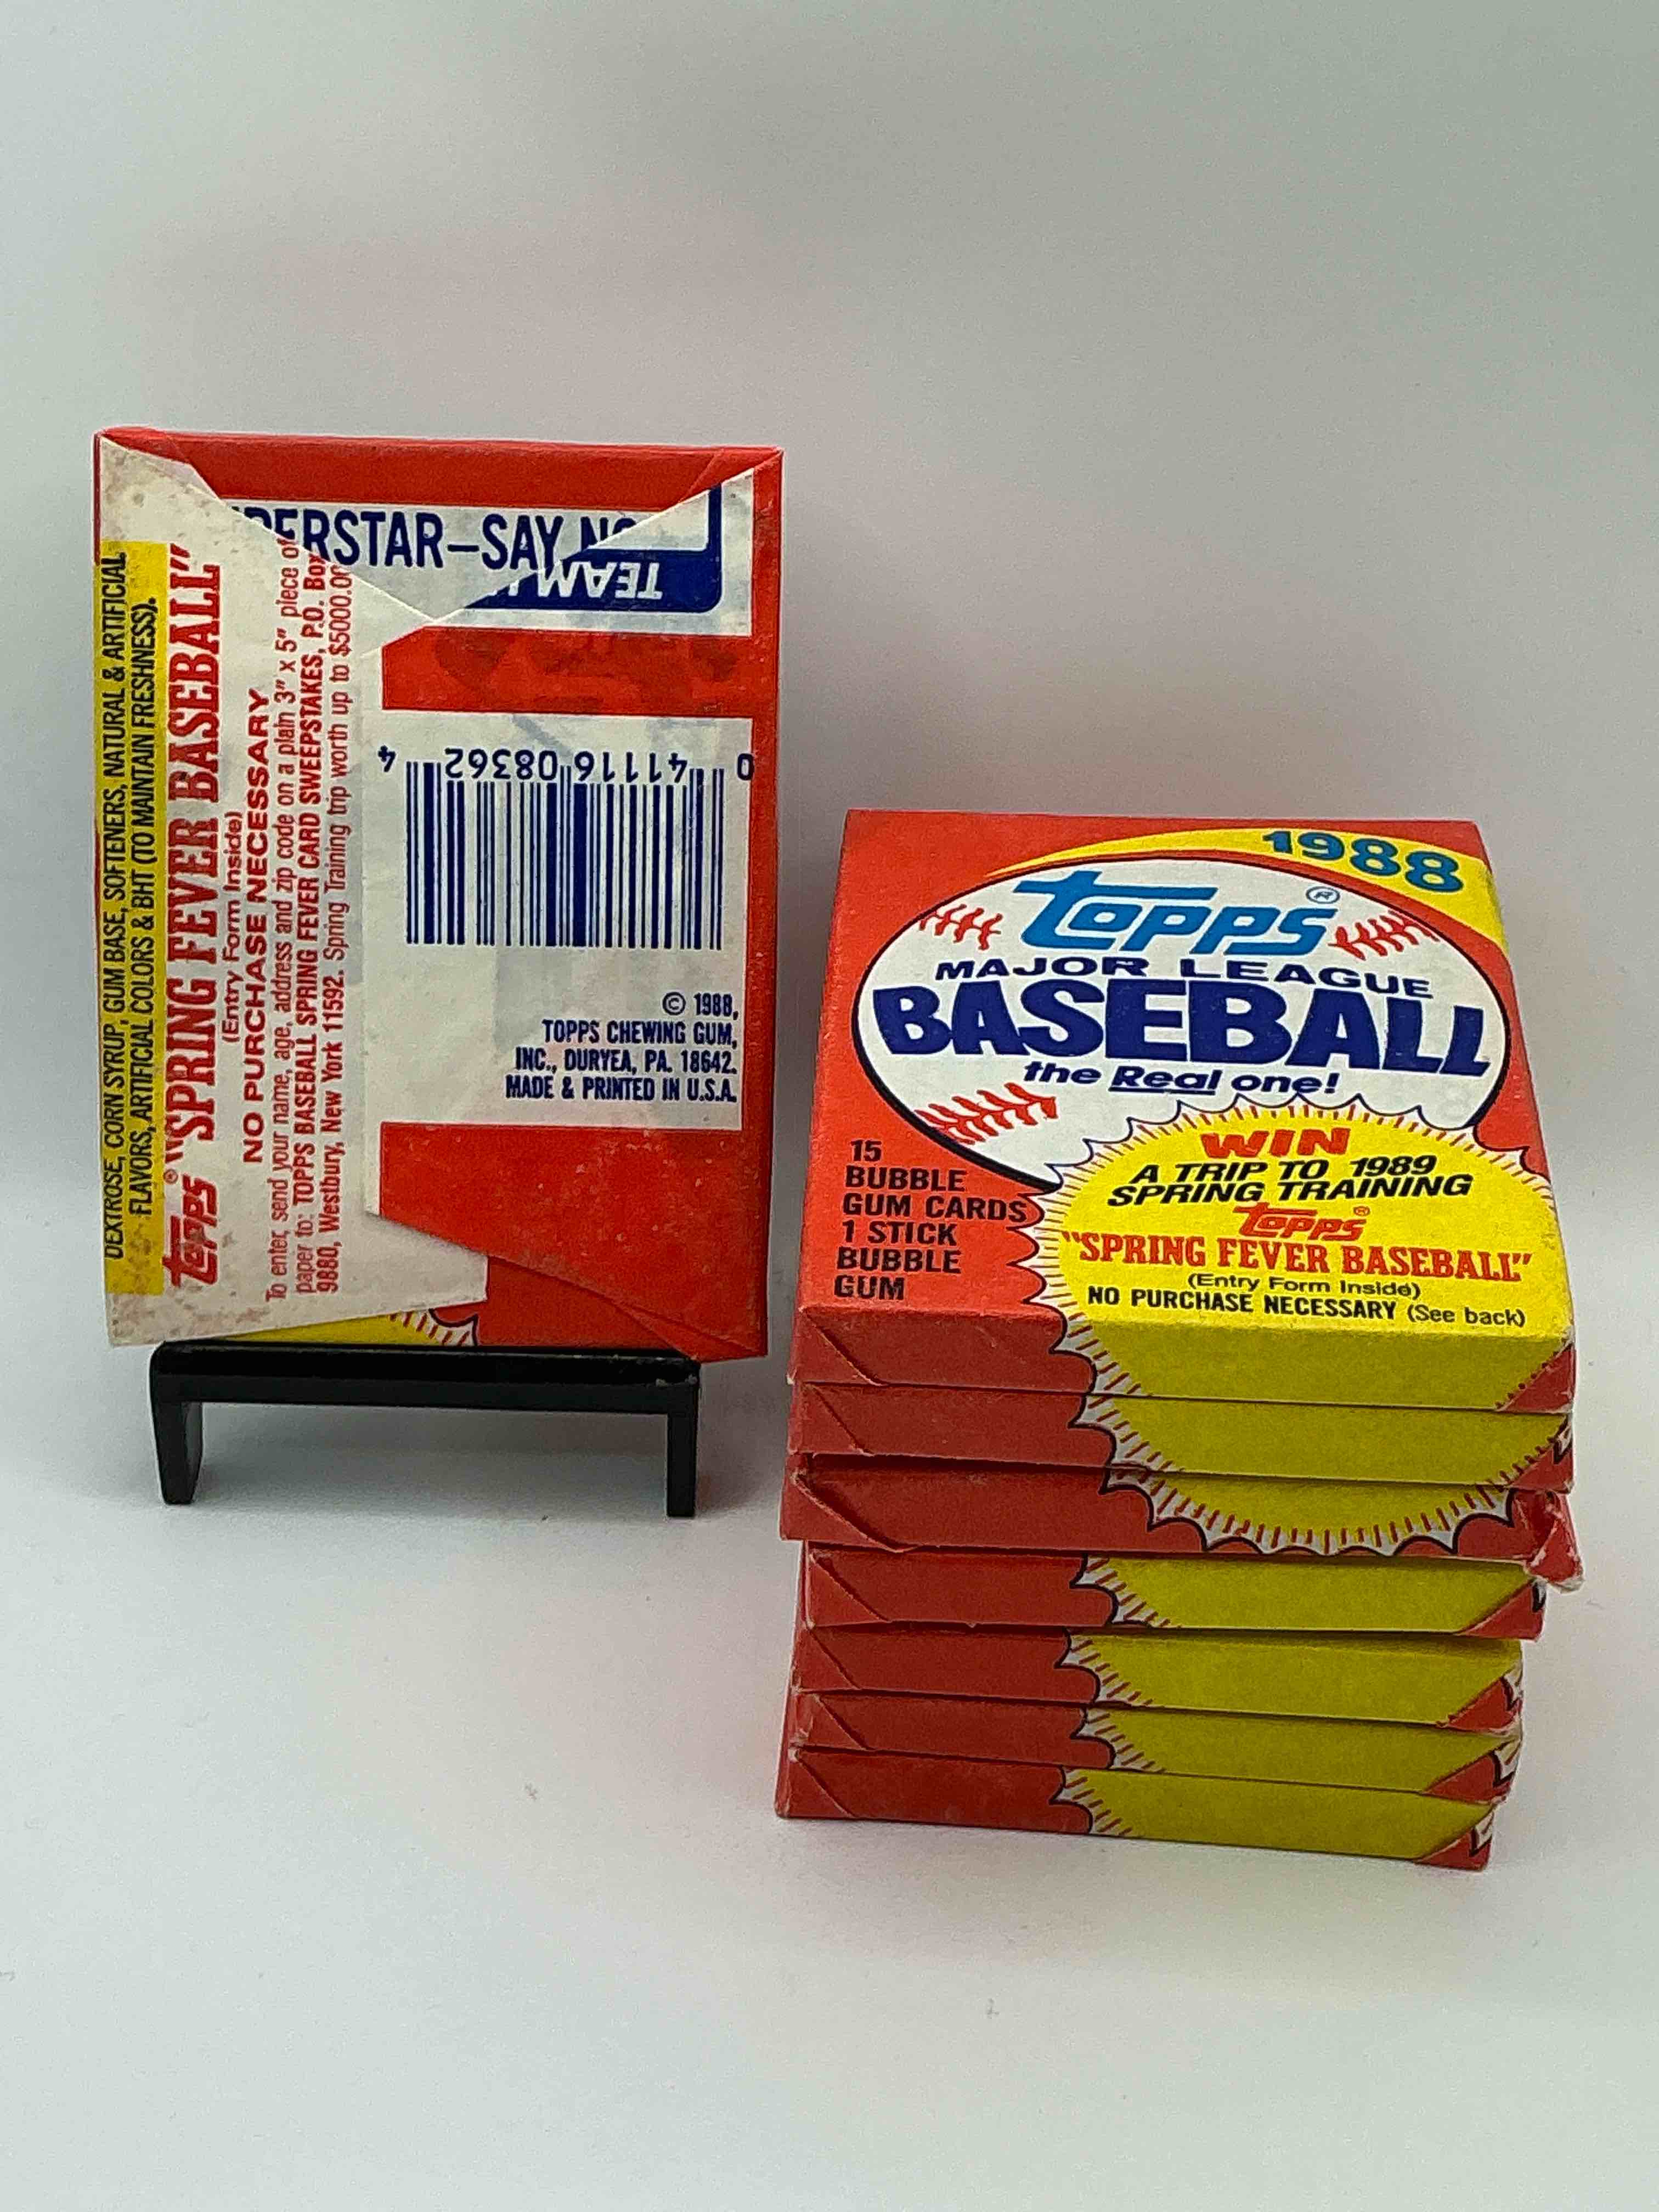 PERSTAR–SAY NO
TEAM
DEXTROSE, CORN SYRUP, GUM BASE, SOFTENERS, NATURAL & ARTIFICIAL
FLAVORS, ARTIFICIAL COLORS & BHT (TO MAINTAIN FRESHNESS).
Topps® "SPRING FEVER BASEBALL"
(Entry Form Inside)
NO PURCHASE NECESSARY
To enter, send your name, age, address and zip code on a plain 3" x 5" piece of
paper to: TOPPS BASEBALL SPRING FEVER CARD SWEEPSTAKES, P.O. Box
9880, Westbury, New York 11592. Spring Training trip worth up to $5000.00
0 41116 08362 4
© 1988,
TOPPS CHEWING GUM,
INC., DURYEA, PA. 18642.
MADE & PRINTED IN U.S.A.
1988
Topps®
MAJOR LEAGUE
BASEBALL
the Real one!
15
BUBBLE
GUM CARDS
1 STICK
BUBBLE
GUM
WIN
A TRIP TO 1989
SPRING TRAINING
Topps®
"SPRING FEVER BASEBALL"
(Entry Form Inside)
NO PURCHASE NECESSARY (See back)